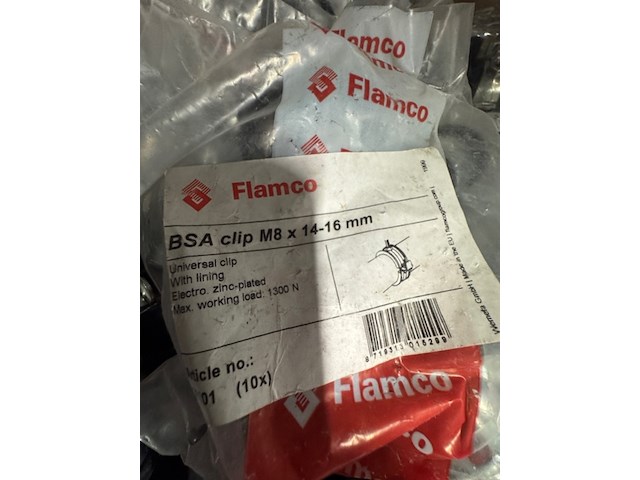 Flamco
Flamco
Flamco
BSA clip M8 x 14-16 mm
Universal clip
With lining
Electro. zinc-plated
Max. working load: 1300 N
ticle no.:
01 (10x)
Flamco